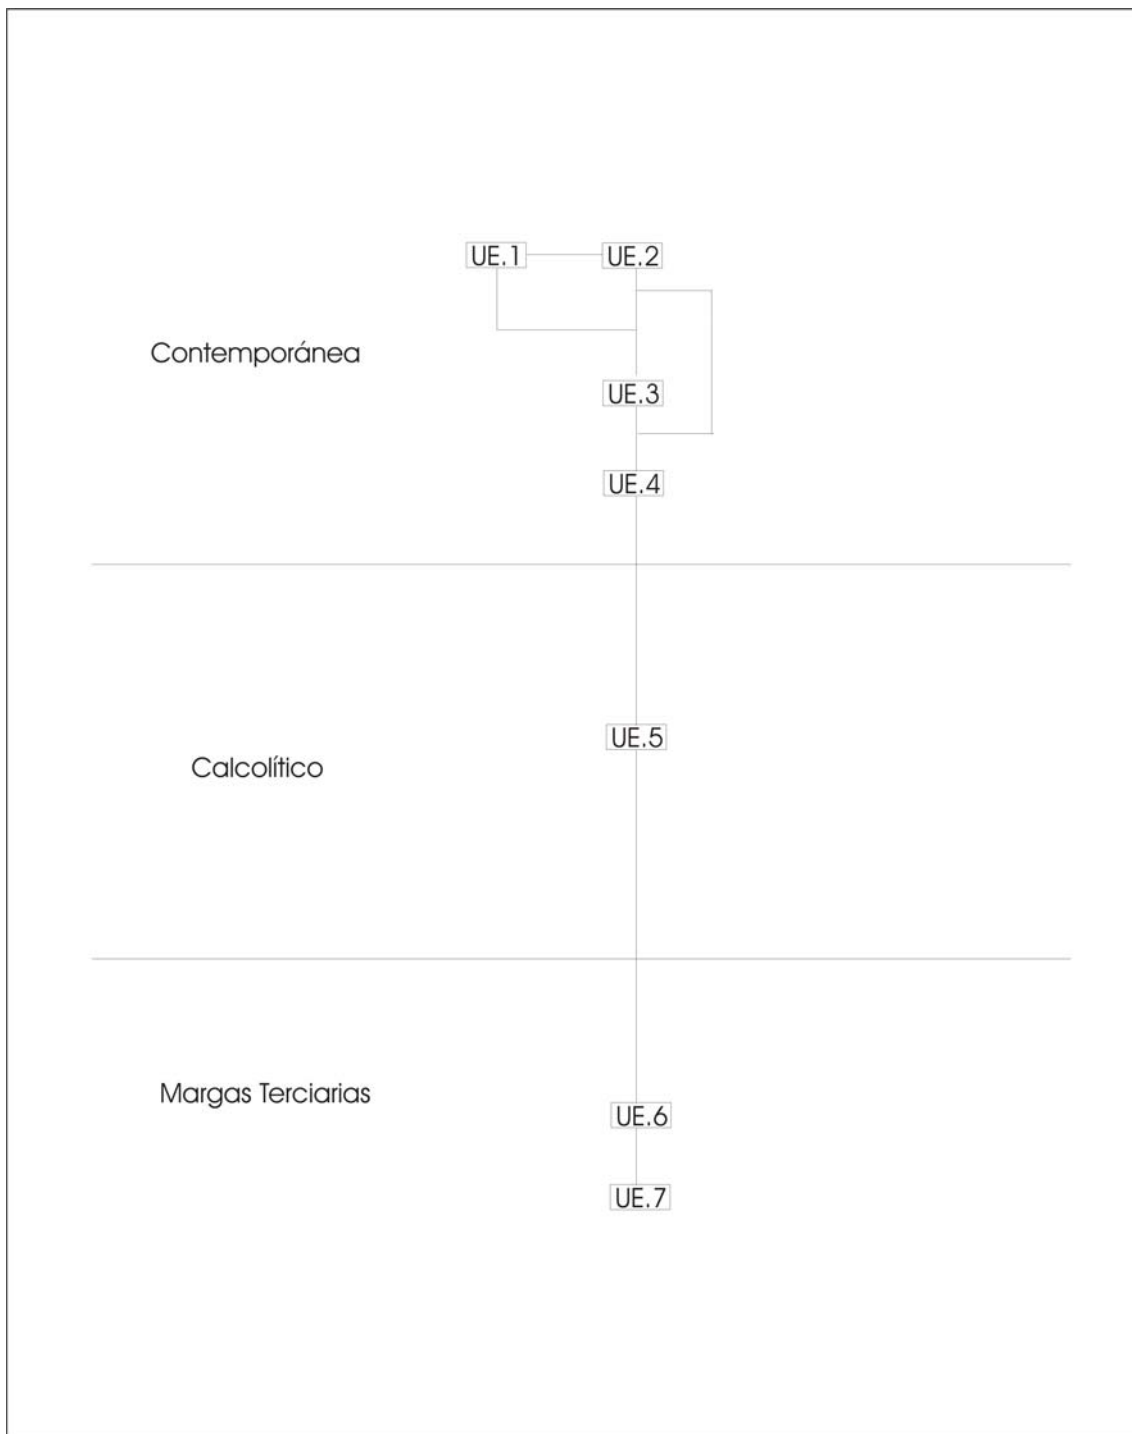 UE.1 UE.2
Contemporánea
UE.3
UE.4
UE.5
Calcolítico
Margas Terciarias
UE.6
UE.7